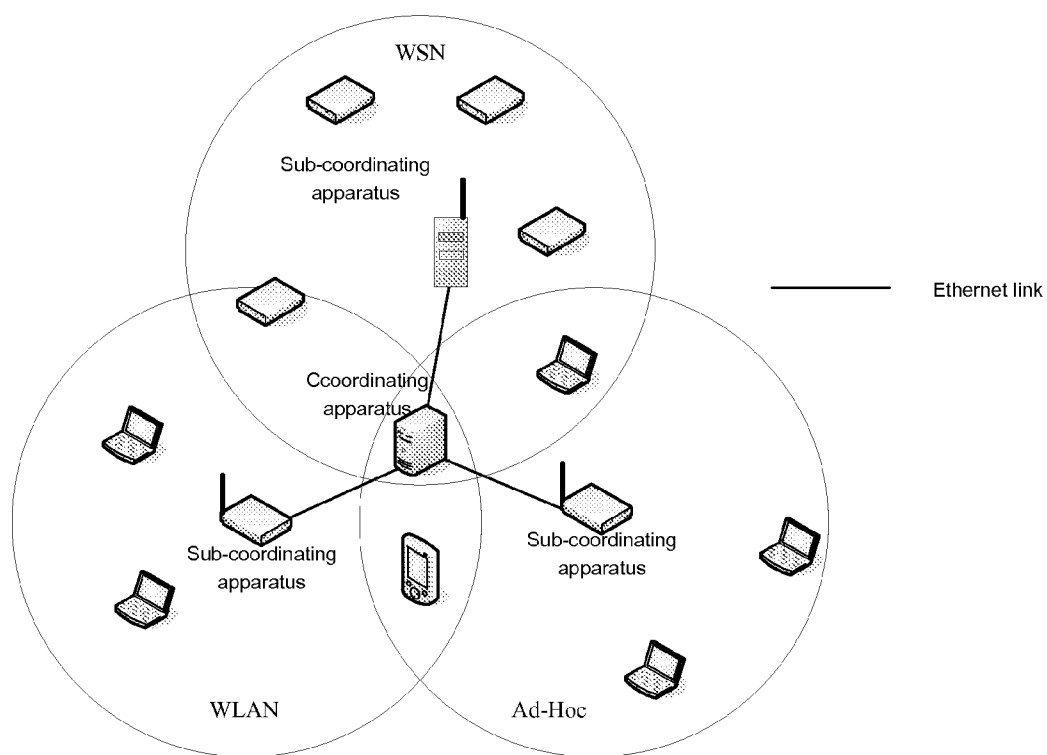 WSN
Sub-coordinating
apparatus
Ethernet link
Ccoordinating
apparatus
Sub-coordinating
apparatus
Sub-coordinating
apparatus
WLAN
Ad-Hoc